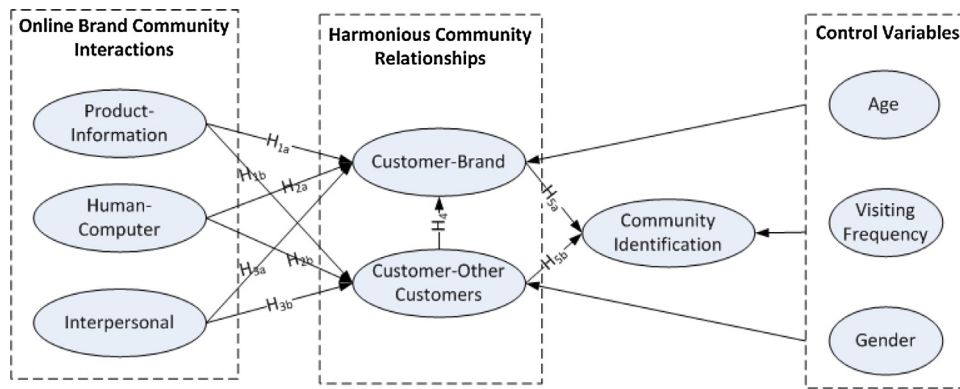 Online Brand Community
Interactions
Product-
Information
Human-
Computer
Interpersonal
H1a
H1b
H2a
H2b
H3a
H3b
Harmonious Community
Relationships
Customer-Brand
H4
Customer-Other
Customers
H5a
H5b
Community
Identification
Control Variables
Age
Visiting
Frequency
Gender